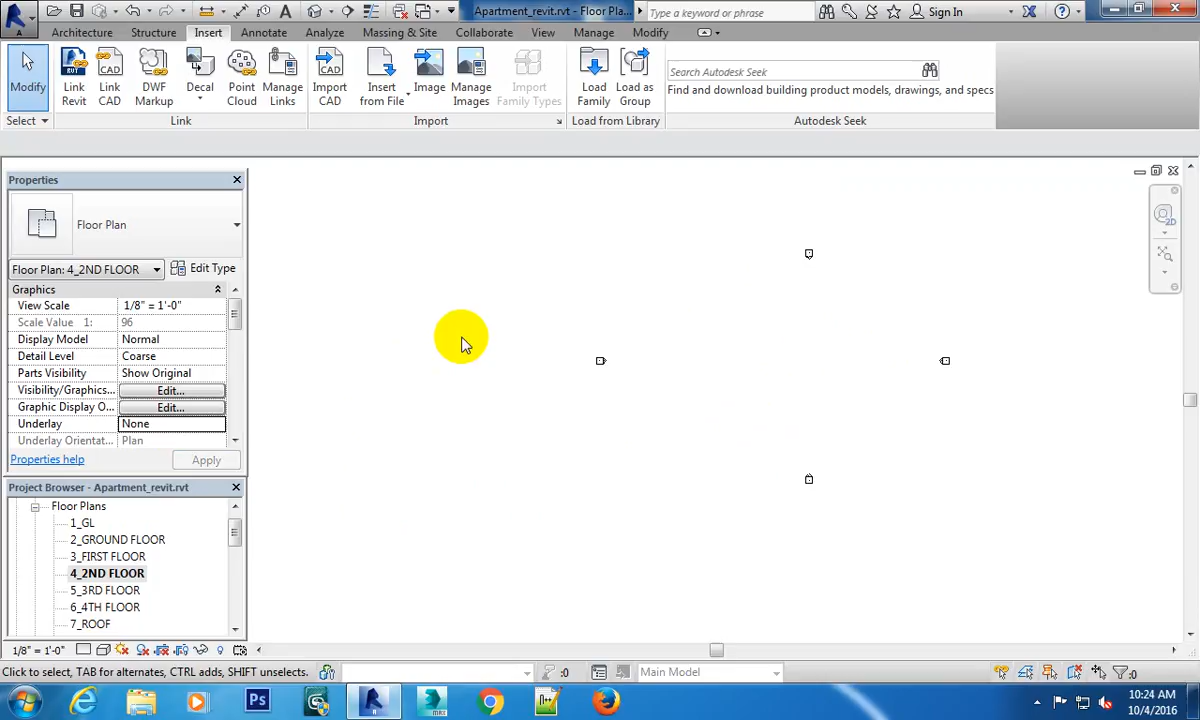 Apartment_revit.rvt - Floor Pla...
Type a keyword or phrase
Sign In
Architecture
Structure
Insert
Annotate
Analyze
Massing & Site
Collaborate
View
Manage
Modify
Modify
Link Revit
Link CAD
DWF Markup
Decal
Point Cloud
Manage Links
Import CAD
Insert from File
Image
Manage Images
Import Family Types
Load Family
Load as Group
Search Autodesk Seek
Find and download building product models, drawings, and specs
Select
Link
Import
Load from Library
Autodesk Seek
Properties
Floor Plan
Floor Plan: 4_2ND FLOOR
Edit Type
Graphics
View Scale 1/8" = 1'-0"
Scale Value 1: 96
Display Model Normal
Detail Level Coarse
Parts Visibility Show Original
Visibility/Graphics... Edit...
Graphic Display O... Edit...
Underlay None
Underlay Orientat... Plan
Properties help
Apply
Project Browser - Apartment_revit.rvt
Floor Plans
1_GL
2_GROUND FLOOR
3_FIRST FLOOR
4_2ND FLOOR
5_3RD FLOOR
6_4TH FLOOR
7_ROOF
2D
1/8" = 1'-0"
Click to select, TAB for alternates, CTRL adds, SHIFT unselects.
:0
Main Model
:0
Ps
10:24 AM
10/4/2016